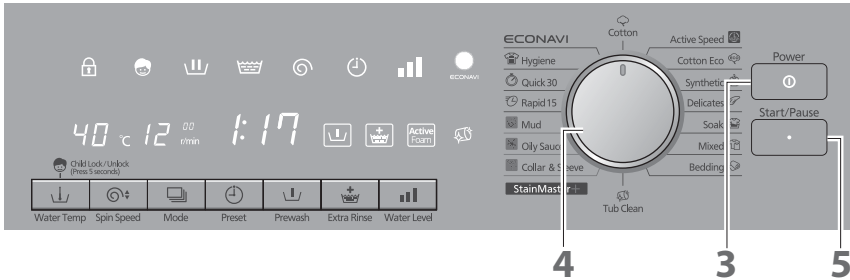 ECONAVI
40 °C 12 00 r/min 1:17
Active Foam
Child Lock/Unlock
(Press 5 seconds)
Water Temp Spin Speed Mode Preset Prewash Extra Rinse Water Level
ECONAVI
Hygiene
Quick 30
Rapid 15
Mud
Oily Sauce
Collar & Sleeve
StainMaster+
Cotton
Active Speed
Cotton Eco
Synthetic
Delicates
Soak
Mixed
Bedding
Tub Clean
Power
Start/Pause
4 3 5